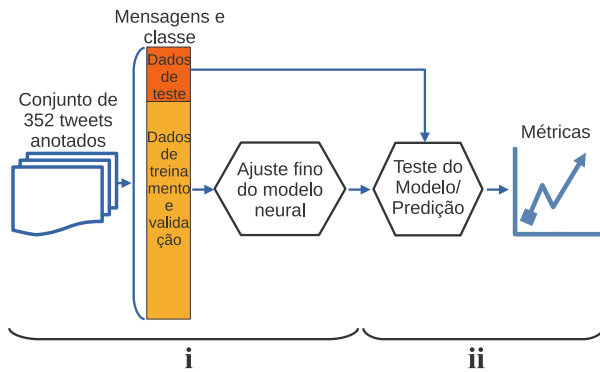 Mensagens e
classe
Dados
de
teste
Conjunto de
352 tweets
anotados
Dados
de
treina
mento
e
valida
ção
Ajuste fino
do modelo
neural
Teste do
Modelo/
Predição
Métricas
i
ii